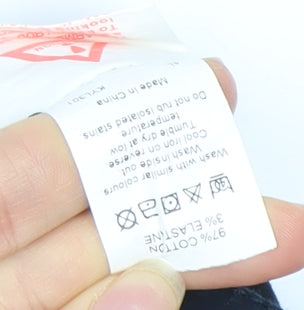 97% COTTON
3% ELASTINE
Wash with similar colours
Wash inside out
Cool iron on reverse
Tumble dry at low
temperature
Do not rub isolated stains
Made in China